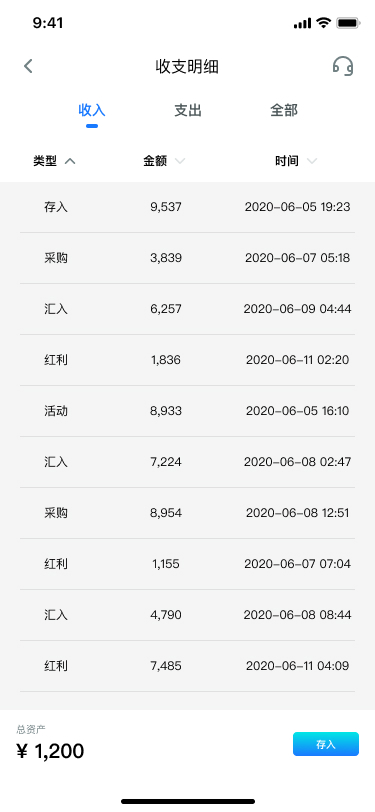 9:41
收支明细
收入 支出 全部
类型 金额 时间
存入 9,537 2020-06-05 19:23
采购 3,839 2020-06-07 05:18
汇入 6,257 2020-06-09 04:44
红利 1,836 2020-06-11 02:20
活动 8,933 2020-06-05 16:10
汇入 7,224 2020-06-08 02:47
采购 8,954 2020-06-08 12:51
红利 1,155 2020-06-07 07:04
汇入 4,790 2020-06-08 08:44
红利 7,485 2020-06-11 04:09
总资产
¥ 1,200
存入